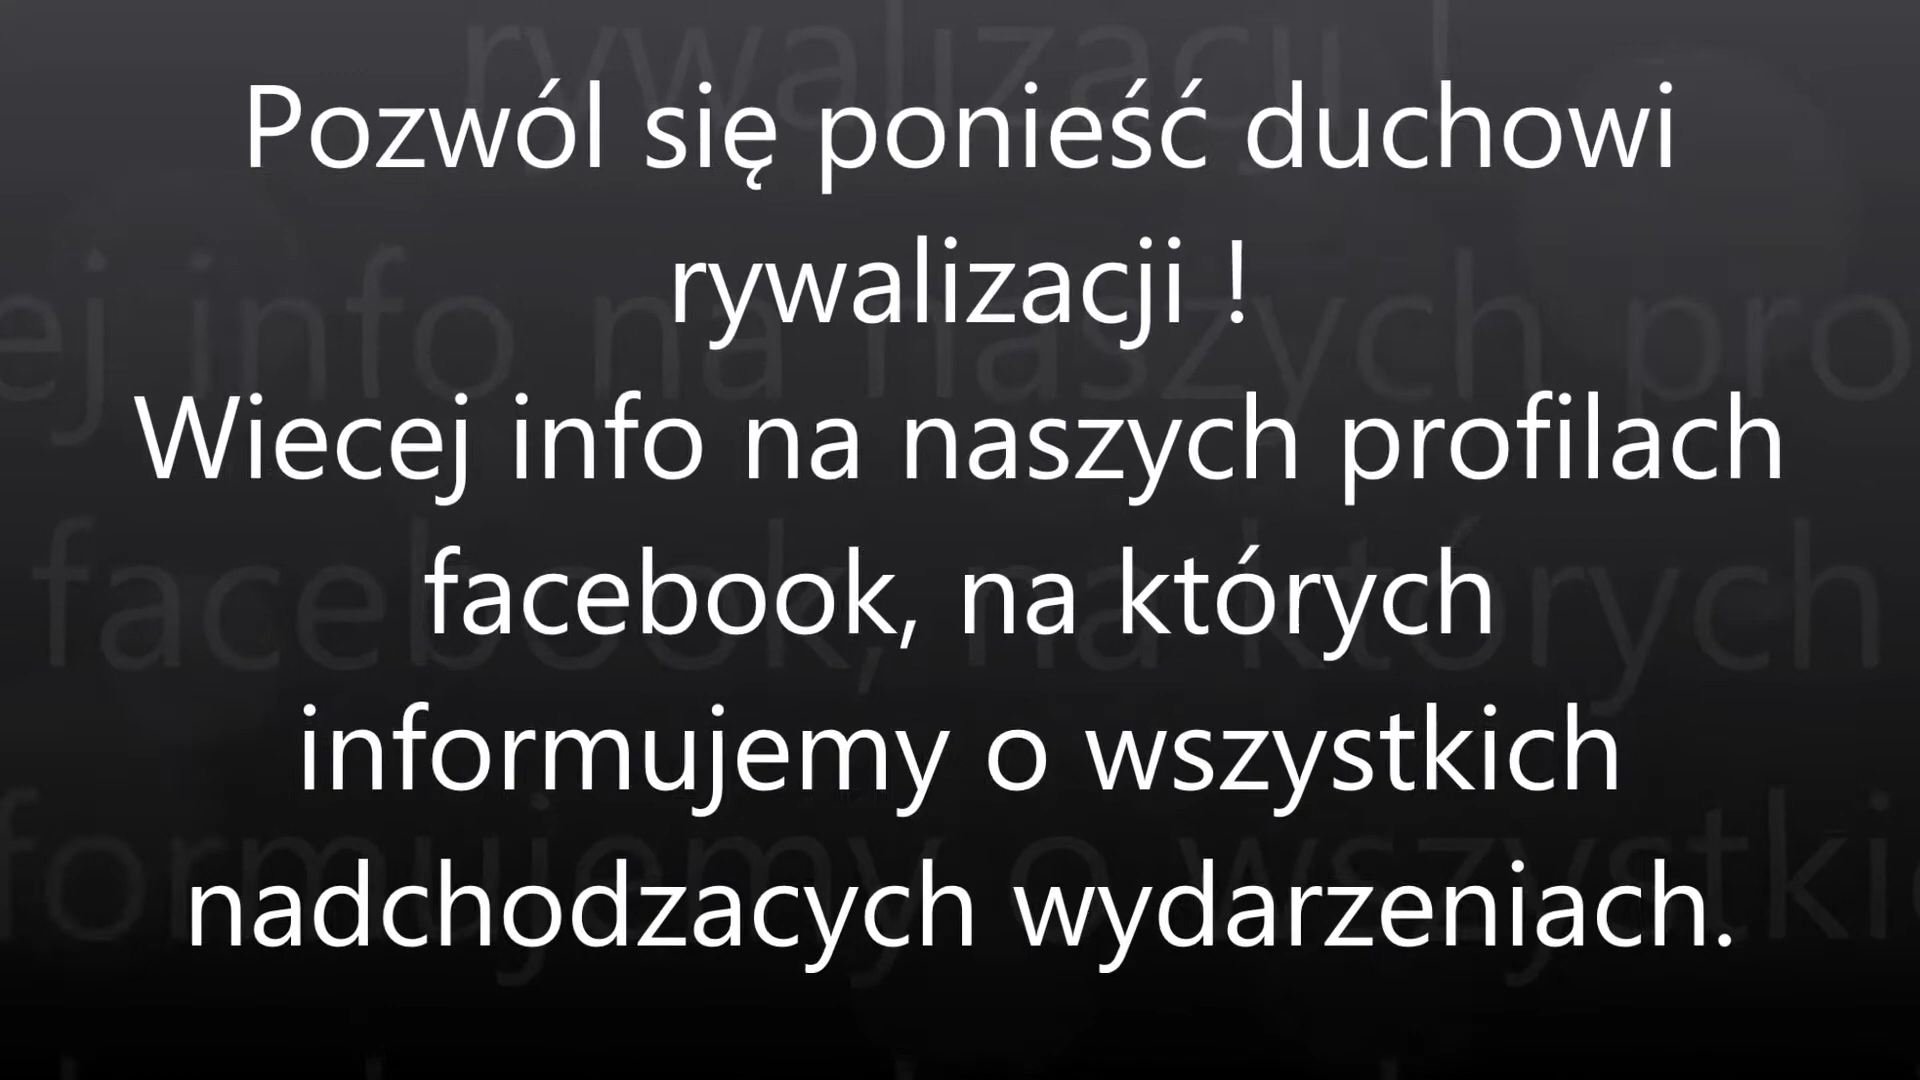 Pozwól się ponieść duchowi
rywalizacji !
Wiecej info na naszych profilach
facebook, na których
informujemy o wszystkich
nadchodzacych wydarzeniach.